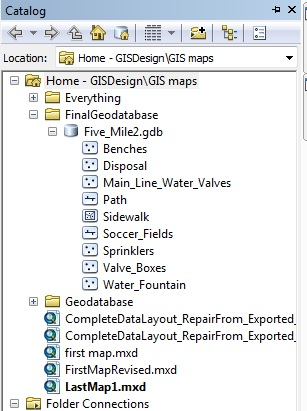 Catalog
Location: Home - GISDesign\GIS maps
Home - GISDesign\GIS maps
Everything
FinalGeodatabase
Five_Mile2.gdb
Benches
Disposal
Main_Line_Water_Valves
Path
Sidewalk
Soccer_Fields
Sprinklers
Valve_Boxes
Water_Fountain
Geodatabase
CompleteDataLayout_RepairFrom_Exported_
CompleteDataLayout_RepairFrom_Exported_
first map.mxd
FirstMapRevised.mxd
LastMap1.mxd
Folder Connections